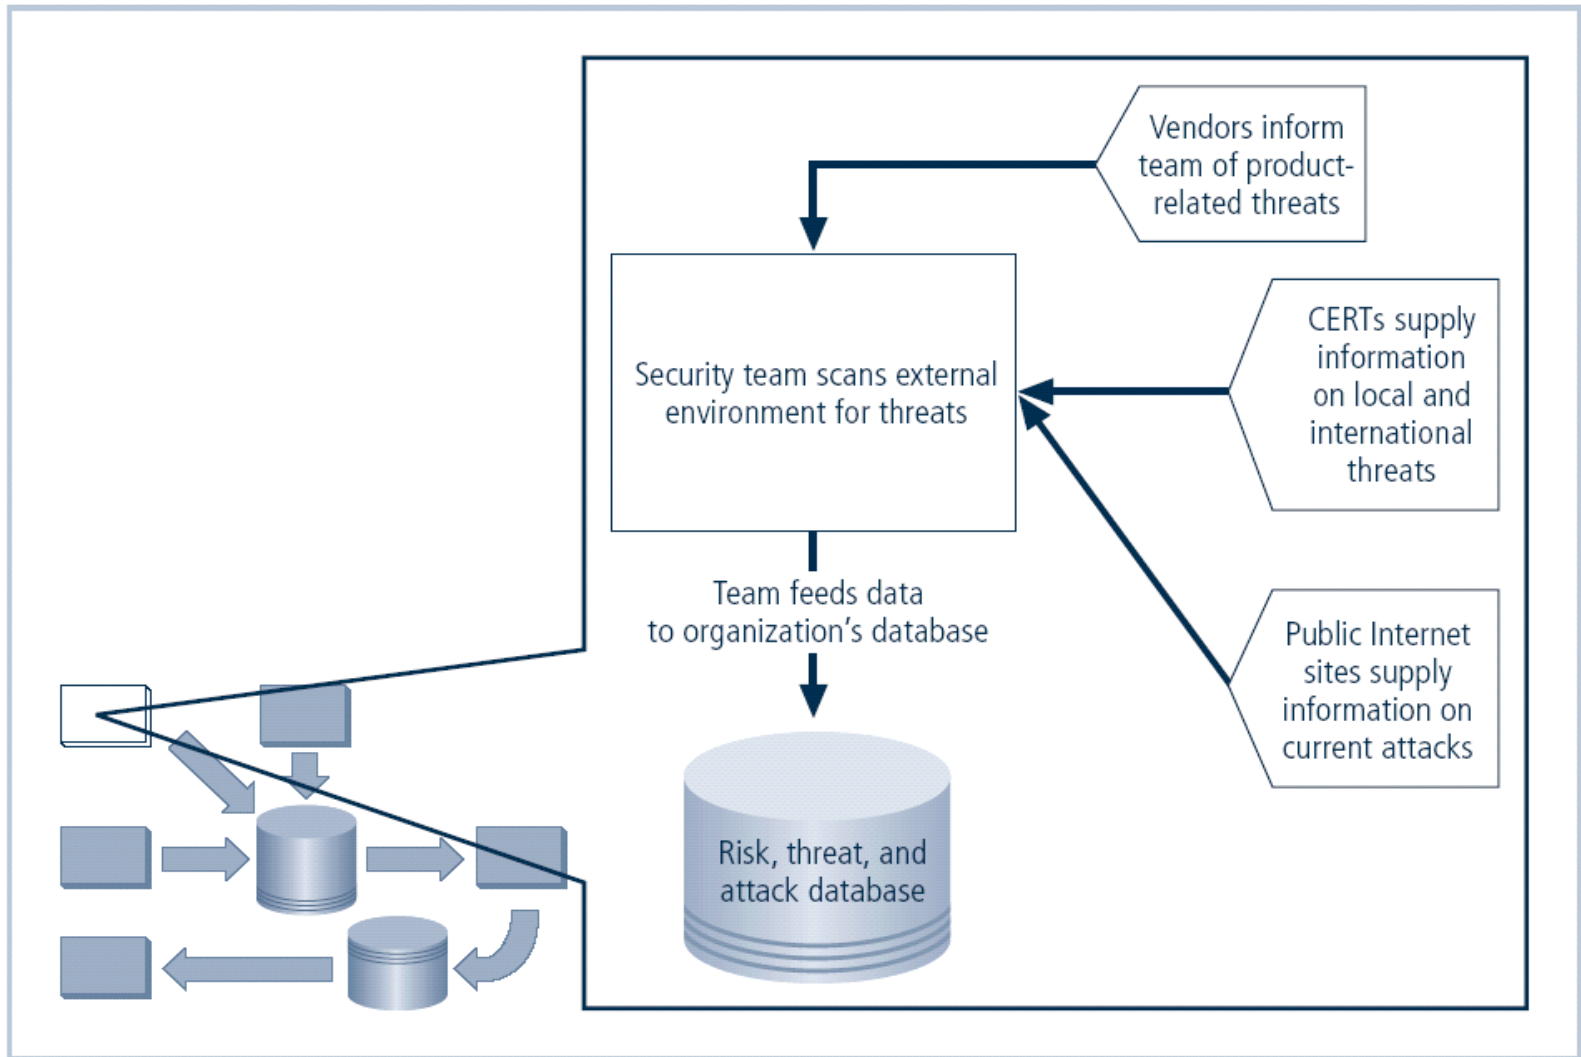 Vendors inform
team of product-
related threats
Security team scans external
environment for threats
CERTs supply
information
on local and
international
threats
Team feeds data
to organization's database
Public Internet
sites supply
information on
current attacks
Risk, threat, and
attack database